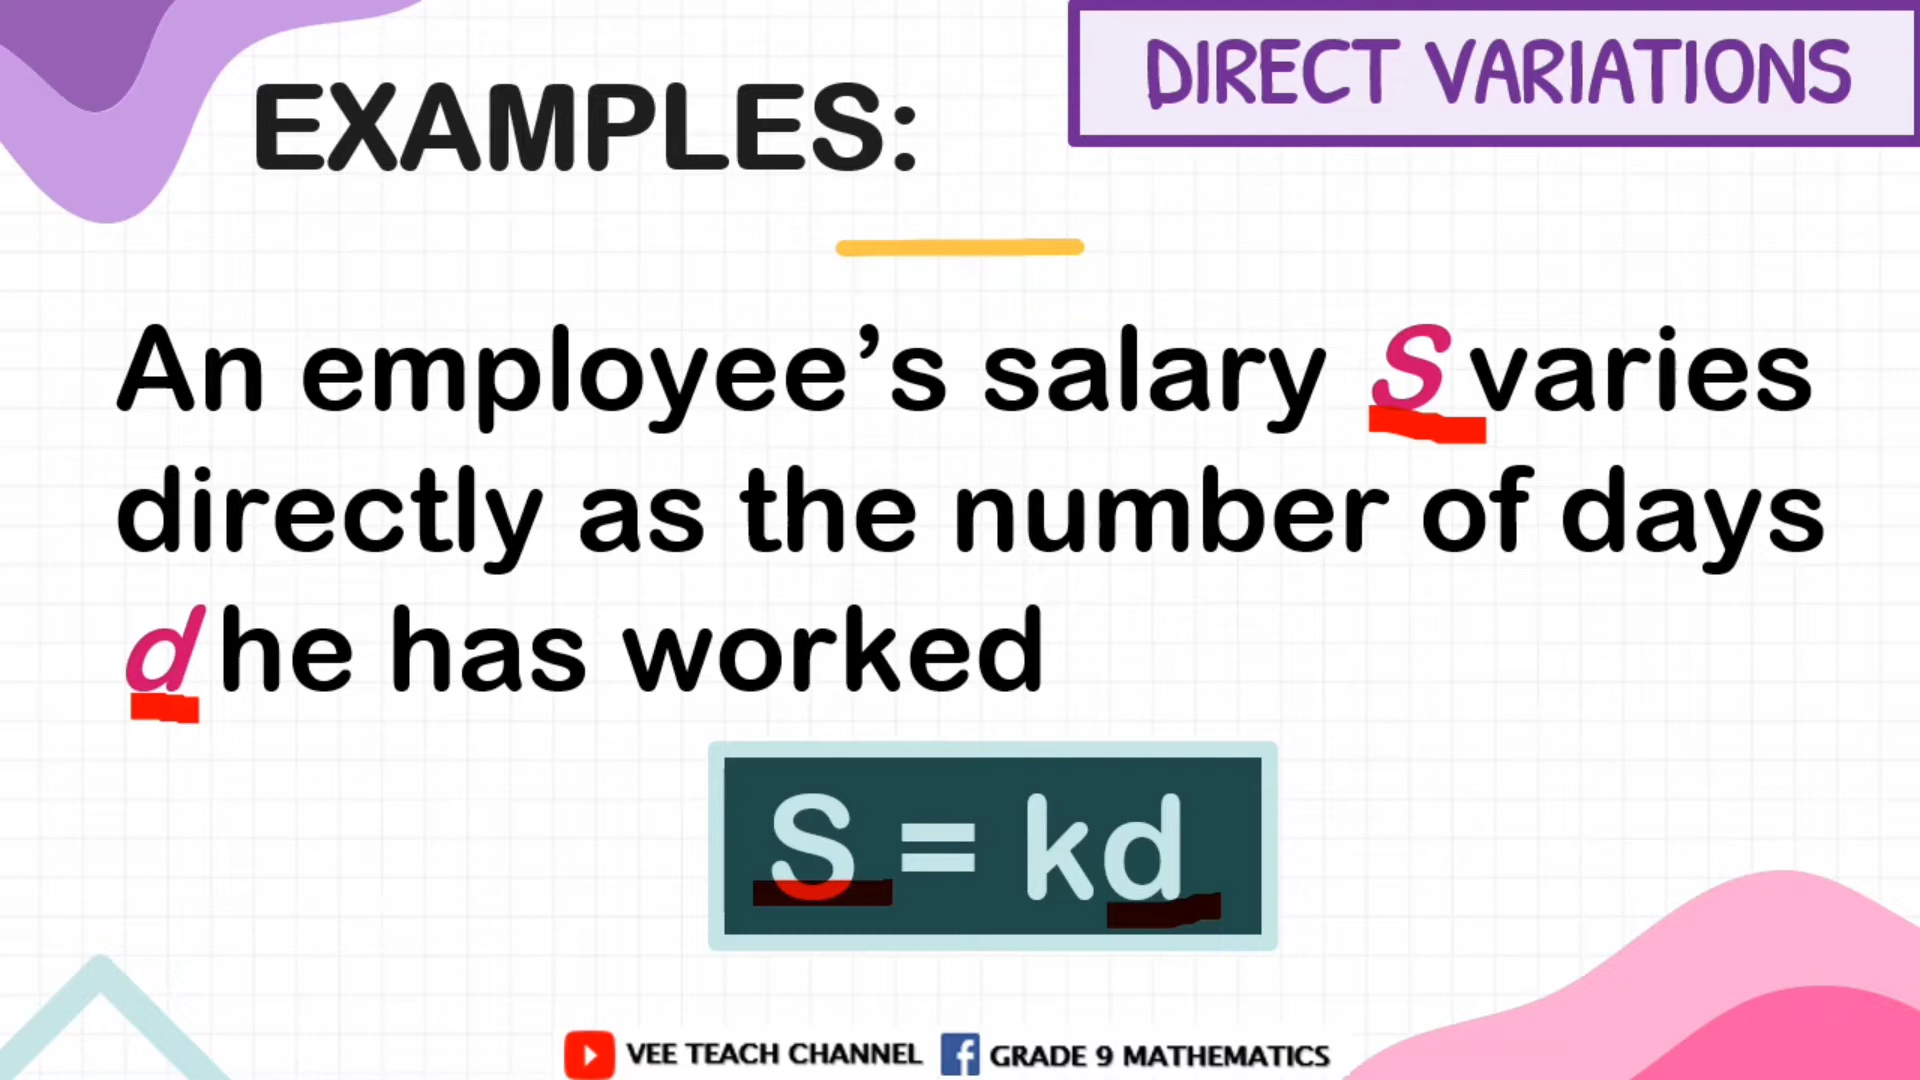 DIRECT VARIATIONS
EXAMPLES:
An employee’s salary S varies
directly as the number of days
d he has worked
S = kd
VEE TEACH CHANNEL GRADE 9 MATHEMATICS